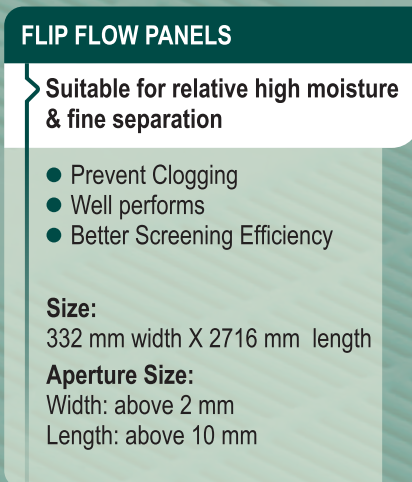 FLIP FLOW PANELS
Suitable for relative high moisture
& fine separation
● Prevent Clogging
● Well performs
● Better Screening Efficiency
Size:
332 mm width X 2716 mm length
Aperture Size:
Width: above 2 mm
Length: above 10 mm